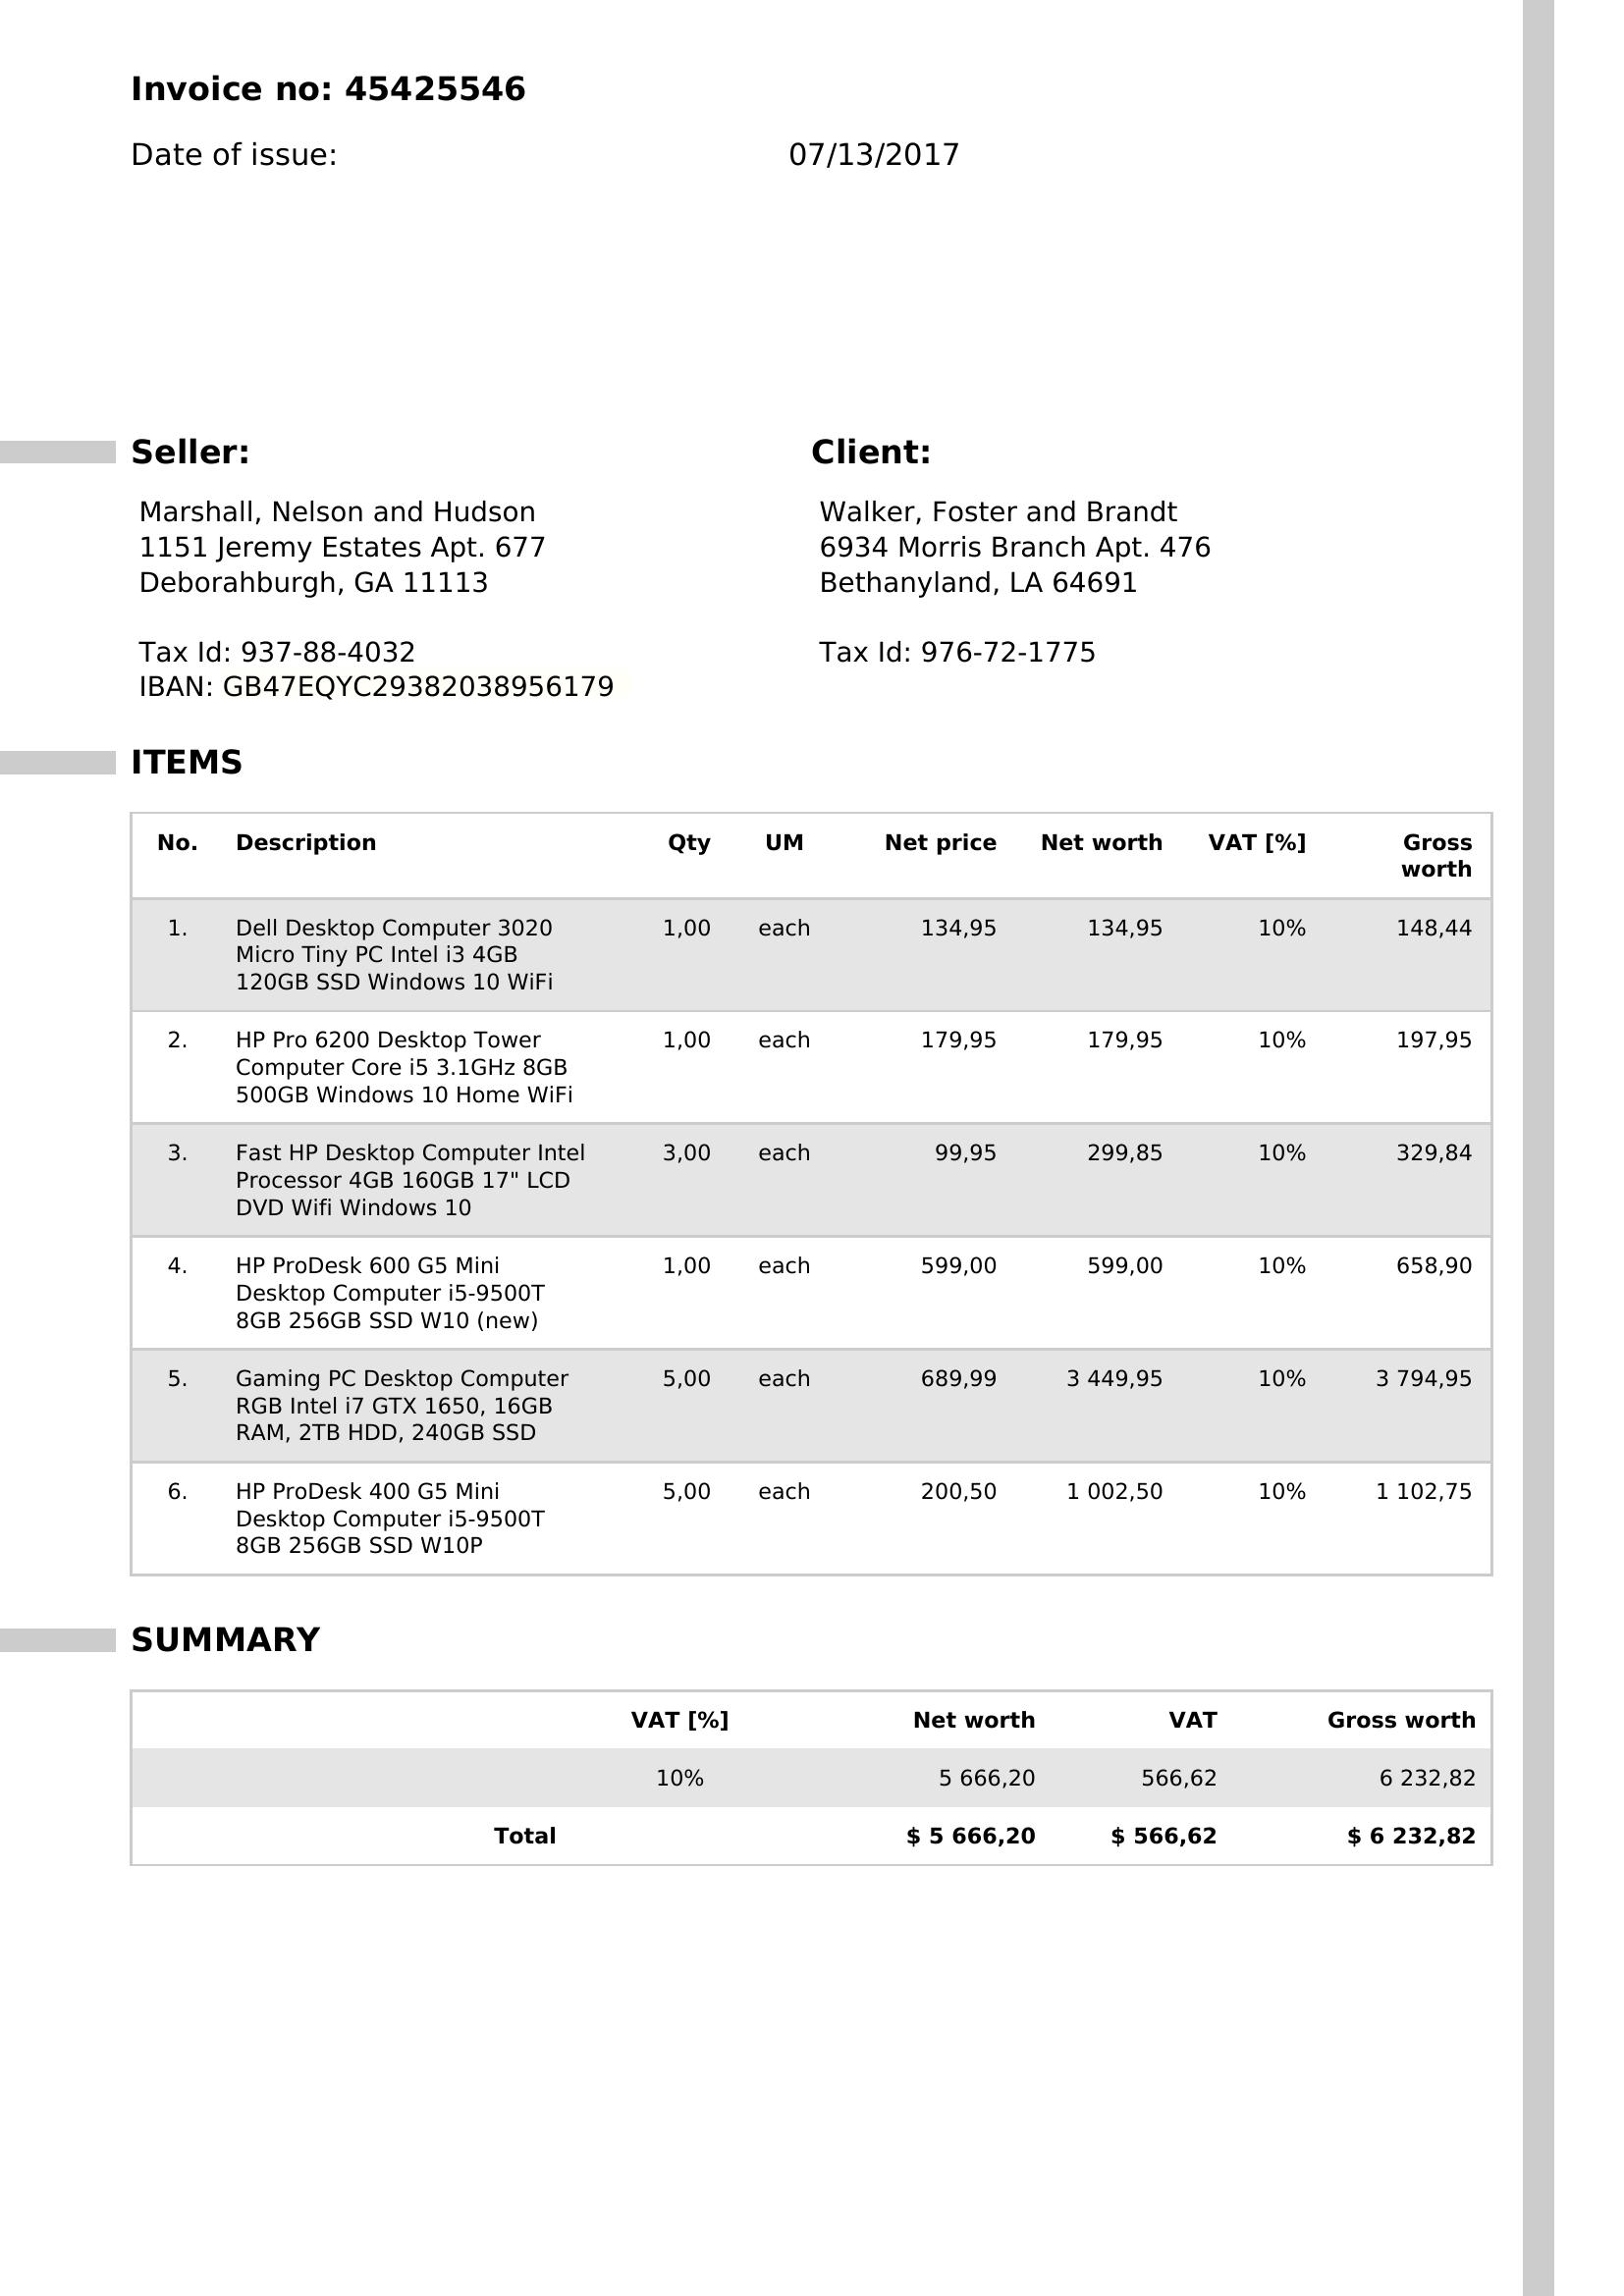 Invoice no: 45425546
Date of issue: 07/13/2017
Seller:
Marshall, Nelson and Hudson
1151 Jeremy Estates Apt. 677
Deborahburgh, GA 11113
Tax Id: 937-88-4032
IBAN: GB47EQYC29382038956179
Client:
Walker, Foster and Brandt
6934 Morris Branch Apt. 476
Bethanyland, LA 64691
Tax Id: 976-72-1775
ITEMS
No. Description Qty UM Net price Net worth VAT [%] Gross
worth
1. Dell Desktop Computer 3020 1,00 each 134,95 134,95 10% 148,44
Micro Tiny PC Intel i3 4GB
120GB SSD Windows 10 WiFi
2. HP Pro 6200 Desktop Tower 1,00 each 179,95 179,95 10% 197,95
Computer Core i5 3.1GHz 8GB
500GB Windows 10 Home WiFi
3. Fast HP Desktop Computer Intel 3,00 each 99,95 299,85 10% 329,84
Processor 4GB 160GB 17" LCD
DVD Wifi Windows 10
4. HP ProDesk 600 G5 Mini 1,00 each 599,00 599,00 10% 658,90
Desktop Computer i5-9500T
8GB 256GB SSD W10 (new)
5. Gaming PC Desktop Computer 5,00 each 689,99 3 449,95 10% 3 794,95
RGB Intel i7 GTX 1650, 16GB
RAM, 2TB HDD, 240GB SSD
6. HP ProDesk 400 G5 Mini 5,00 each 200,50 1 002,50 10% 1 102,75
Desktop Computer i5-9500T
8GB 256GB SSD W10P
SUMMARY
VAT [%] Net worth VAT Gross worth
10% 5 666,20 566,62 6 232,82
Total $ 5 666,20 $ 566,62 $ 6 232,82